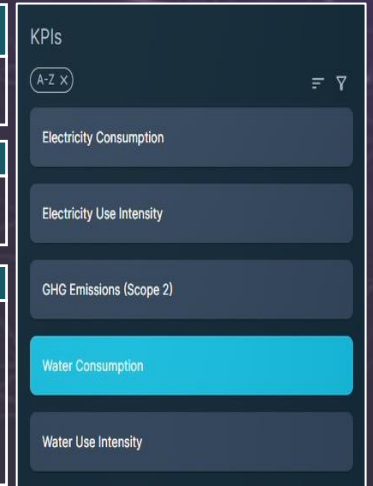 KPIs
A-Z X
Electricity Consumption
Electricity Use Intensity
GHG Emissions (Scope 2)
Water Consumption
Water Use Intensity